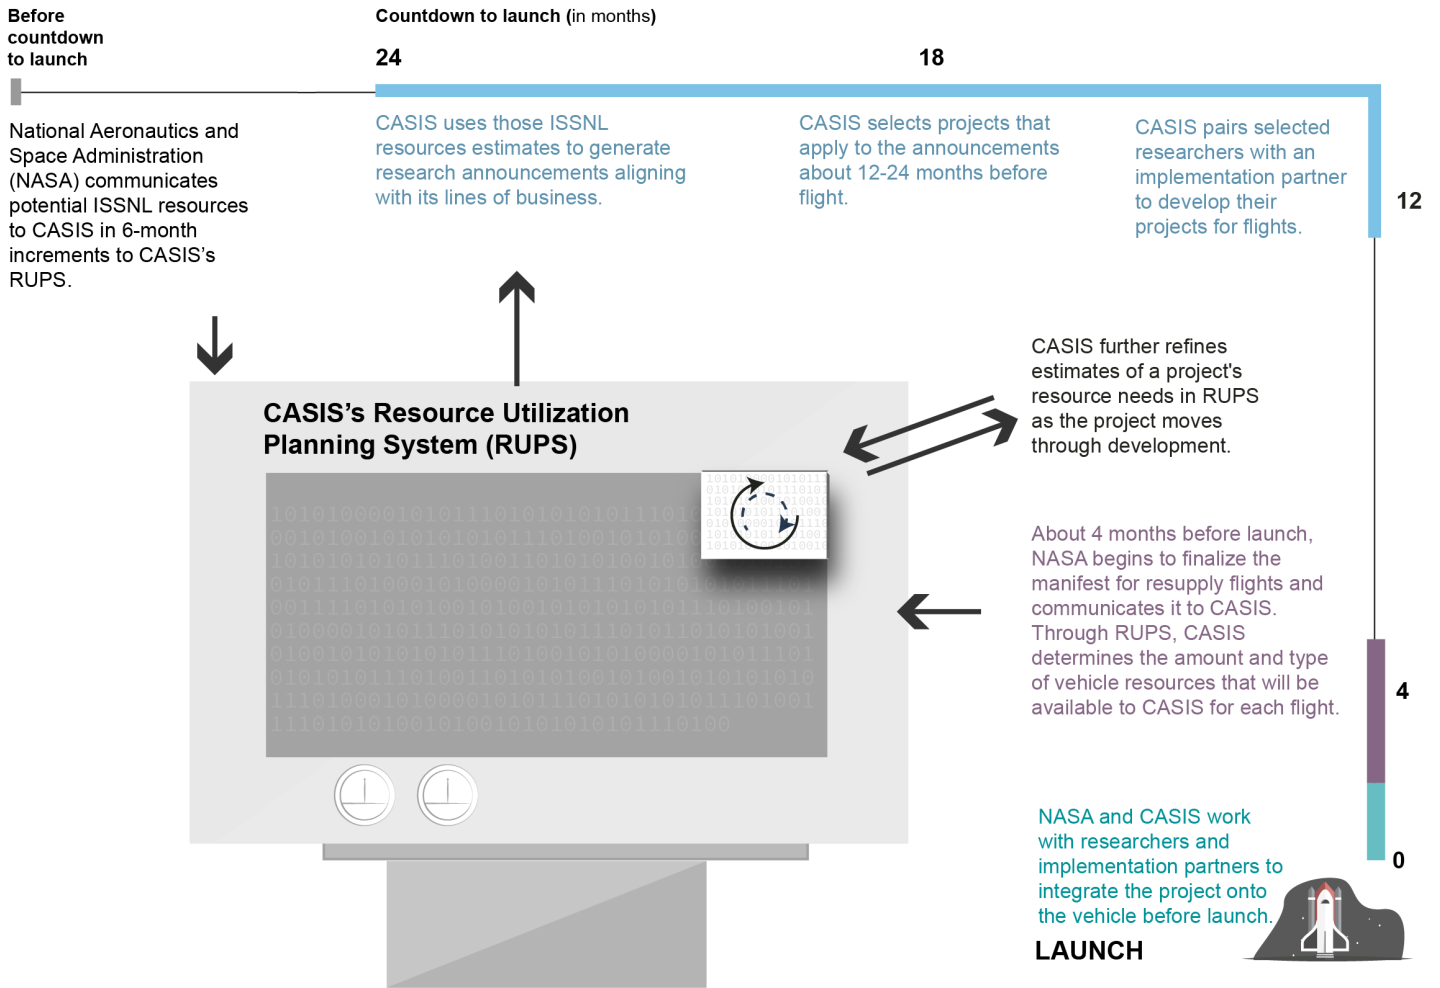 Before
countdown
to launch
Countdown to launch (in months)
24
18
National Aeronautics and
Space Administration
(NASA) communicates
potential ISSNL resources
to CASIS in 6-month
increments to CASIS’s
RUPS.
CASIS uses those ISSNL
resources estimates to generate
research announcements aligning
with its lines of business.
CASIS selects projects that
apply to the announcements
about 12-24 months before
flight.
CASIS pairs selected
researchers with an
implementation partner
to develop their
projects for flights.
12
CASIS further refines
estimates of a project's
resource needs in RUPS
as the project moves
through development.
CASIS’s Resource Utilization
Planning System (RUPS)
About 4 months before launch,
NASA begins to finalize the
manifest for resupply flights and
communicates it to CASIS.
Through RUPS, CASIS
determines the amount and type
of vehicle resources that will be
available to CASIS for each flight.
4
NASA and CASIS work
with researchers and
implementation partners to
integrate the project onto
the vehicle before launch.
0
LAUNCH